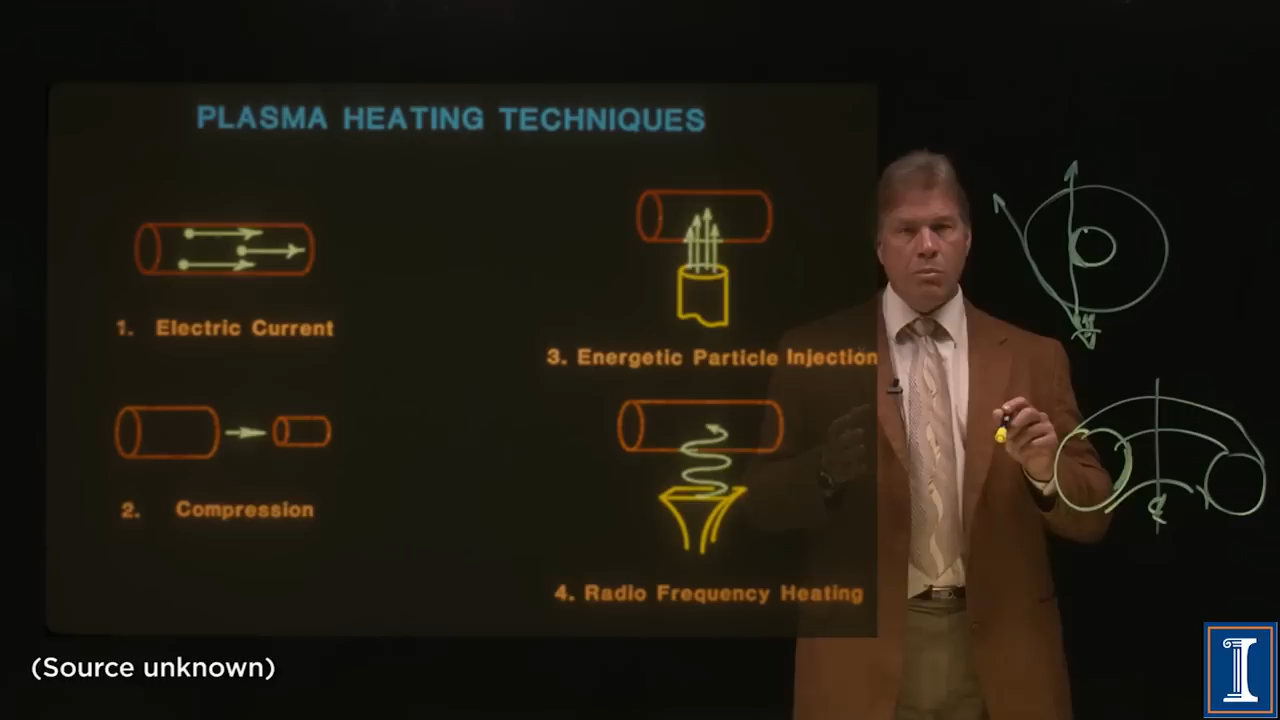 PLASMA HEATING TECHNIQUES
1. Electric Current
2. Compression
3. Energetic Particle Injection
4. Radio Frequency Heating
(Source unknown)
I